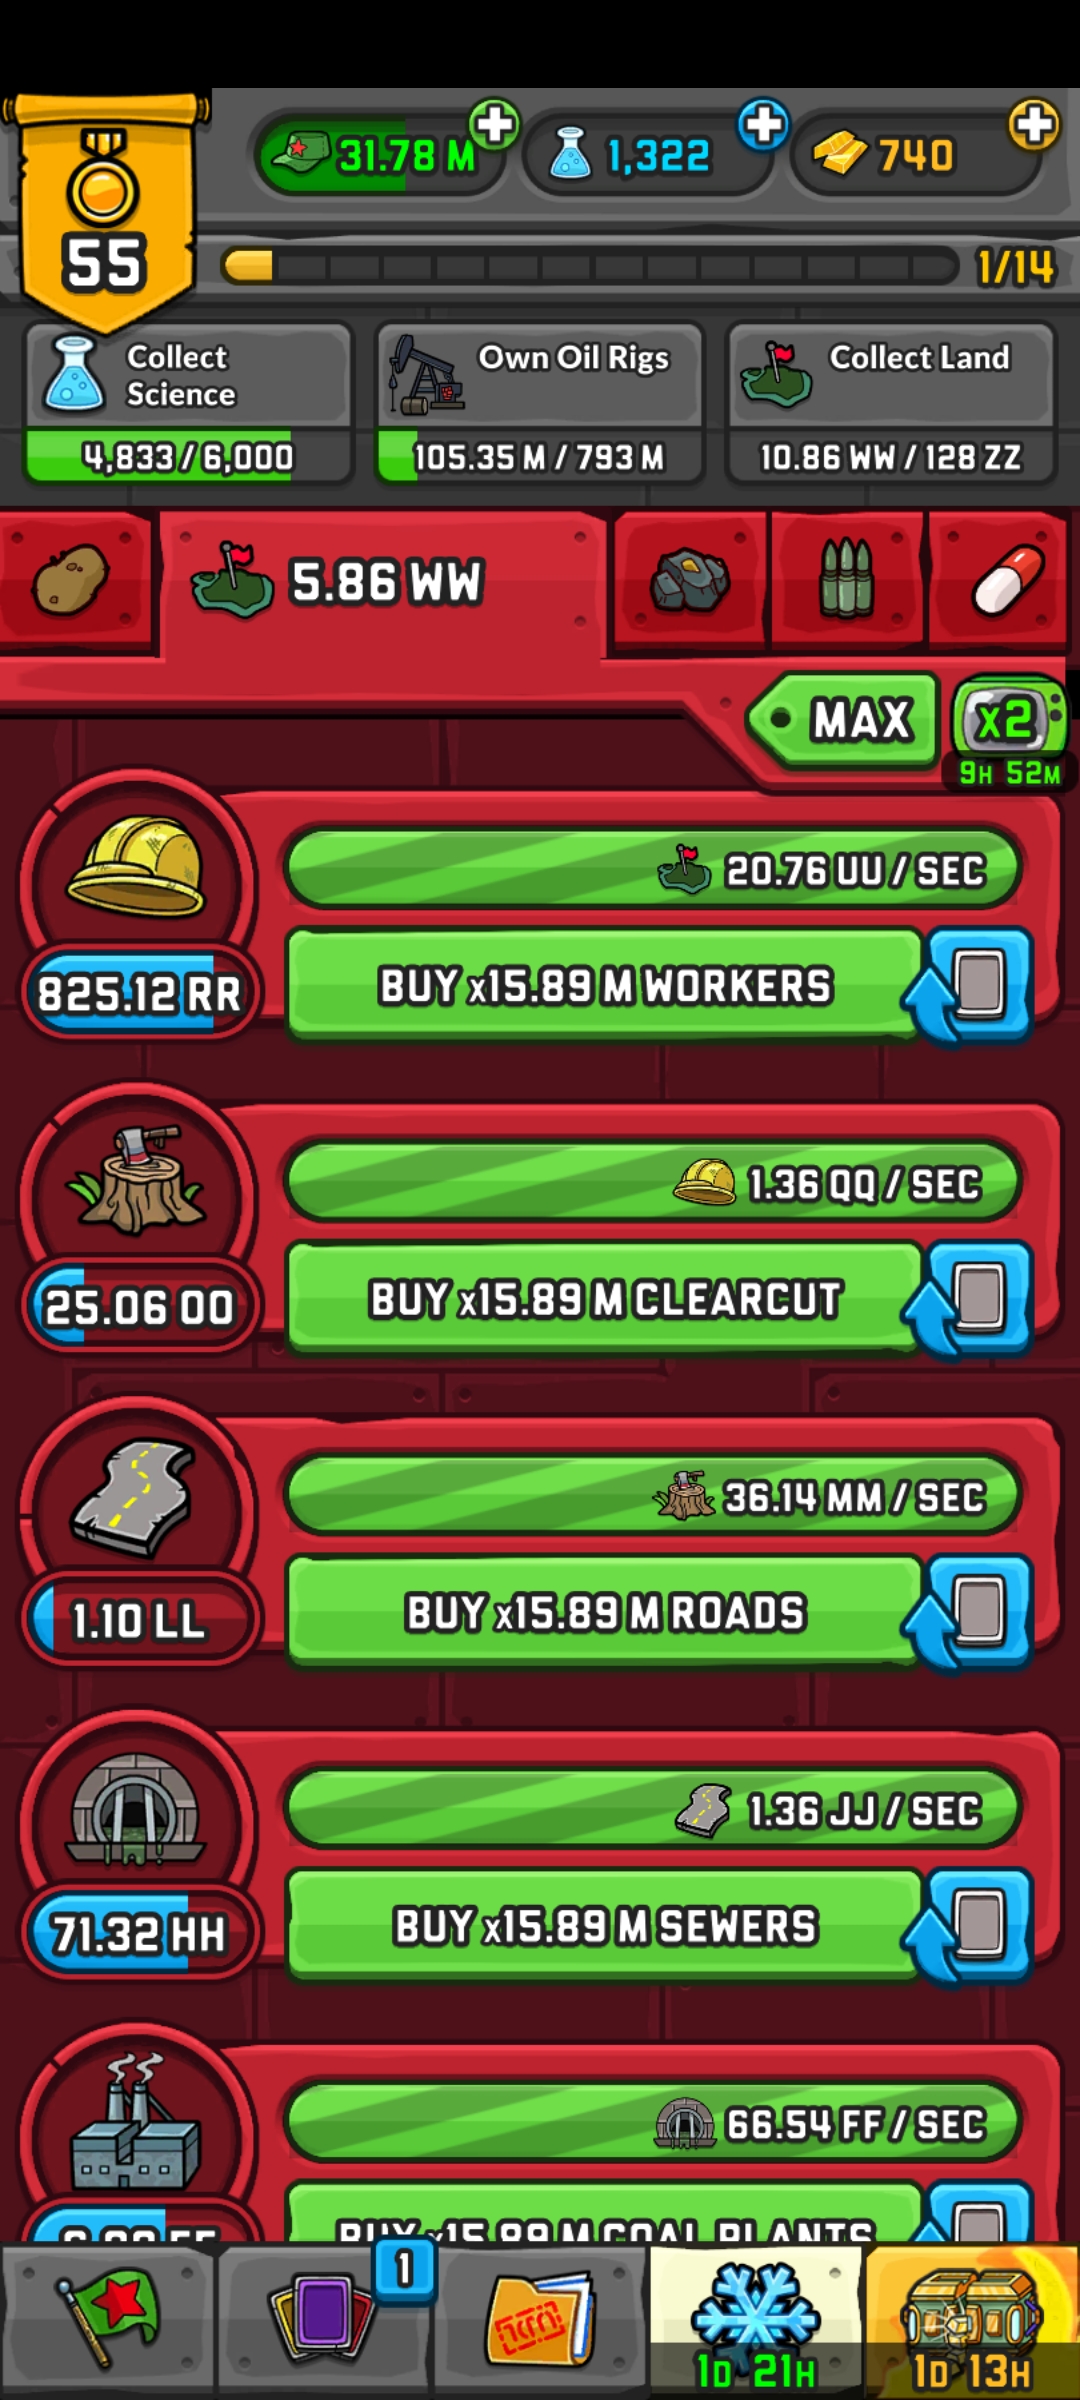 31.78 M
1,322
740
55
1/14
Collect Science
4,833/6,000
Own Oil Rigs
105.35 M / 793 M
Collect Land
10.86 WW / 128 ZZ
5.86 WW
MAX
x2
9H 52M
20.76 UU / SEC
825.12 RR
BUY x15.89 M WORKERS
1.36 QQ / SEC
25.06 OO
BUY x15.89 M CLEARCUT
36.14 MM / SEC
1.10 LL
BUY x15.89 M ROADS
1.36 JJ / SEC
71.32 HH
BUY x15.89 M SEWERS
66.54 FF / SEC
BUY x15.89 M COAL PLANTS
1
1D 21H
1D 13H